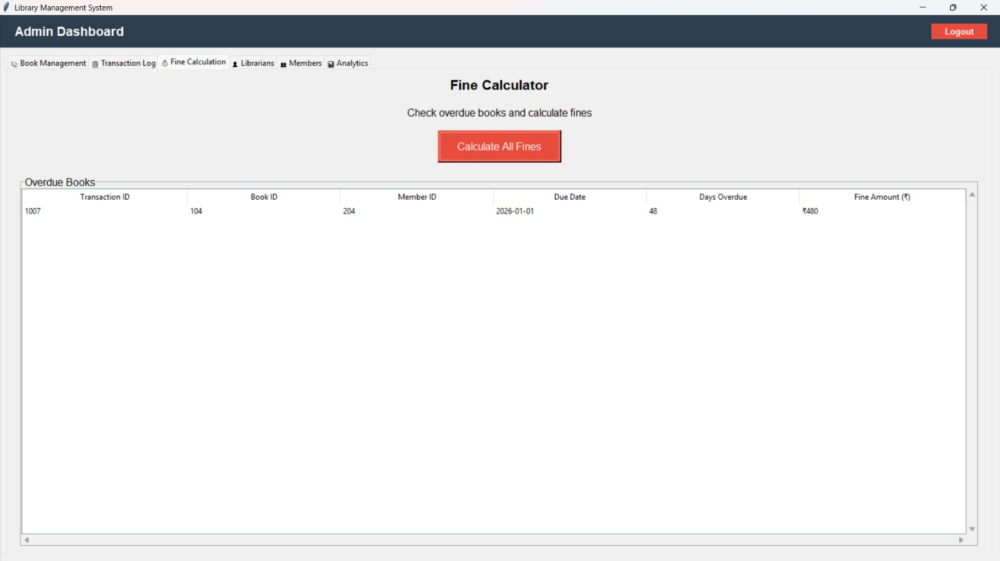 Library Management System
Admin Dashboard
Logout
Book Management Transaction Log Fine Calculation Librarians Members Analytics
Fine Calculator
Check overdue books and calculate fines
Calculate All Fines
Overdue Books
Transaction ID Book ID Member ID Due Date Days Overdue Fine Amount (₹)
1007 104 204 2026-01-01 48 ₹480